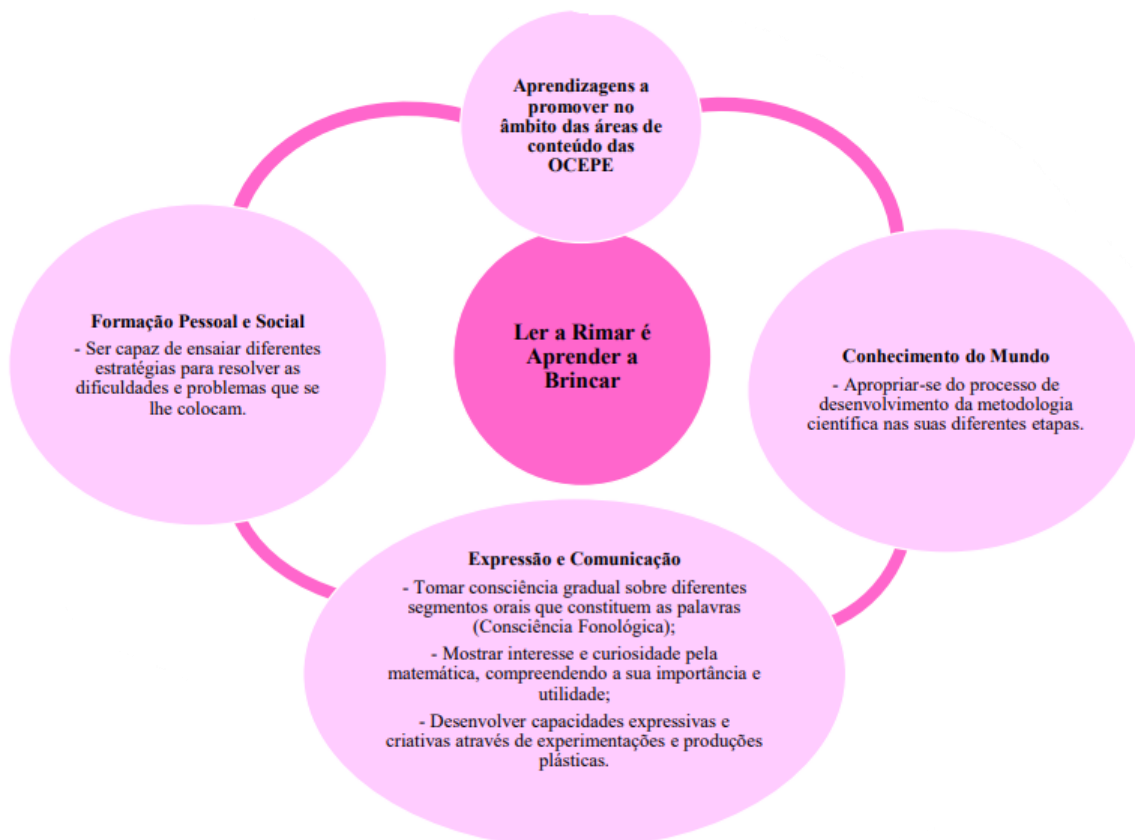 Aprendizagens a
promover no
âmbito das áreas de
conteúdo das
OCEPE
Formação Pessoal e Social
- Ser capaz de ensaiar diferentes
estratégias para resolver as
dificuldades e problemas que se
lhe colocam.
Ler a Rimar é
Aprender a
Brincar
Conhecimento do Mundo
- Apropriar-se do processo de
desenvolvimento da metodologia
científica nas suas diferentes etapas.
Expressão e Comunicação
- Tomar consciência gradual sobre diferentes
segmentos orais que constituem as palavras
(Consciência Fonológica);
- Mostrar interesse e curiosidade pela
matemática, compreendendo a sua importância e
utilidade;
- Desenvolver capacidades expressivas e
criativas através de experimentações e produções
plásticas.